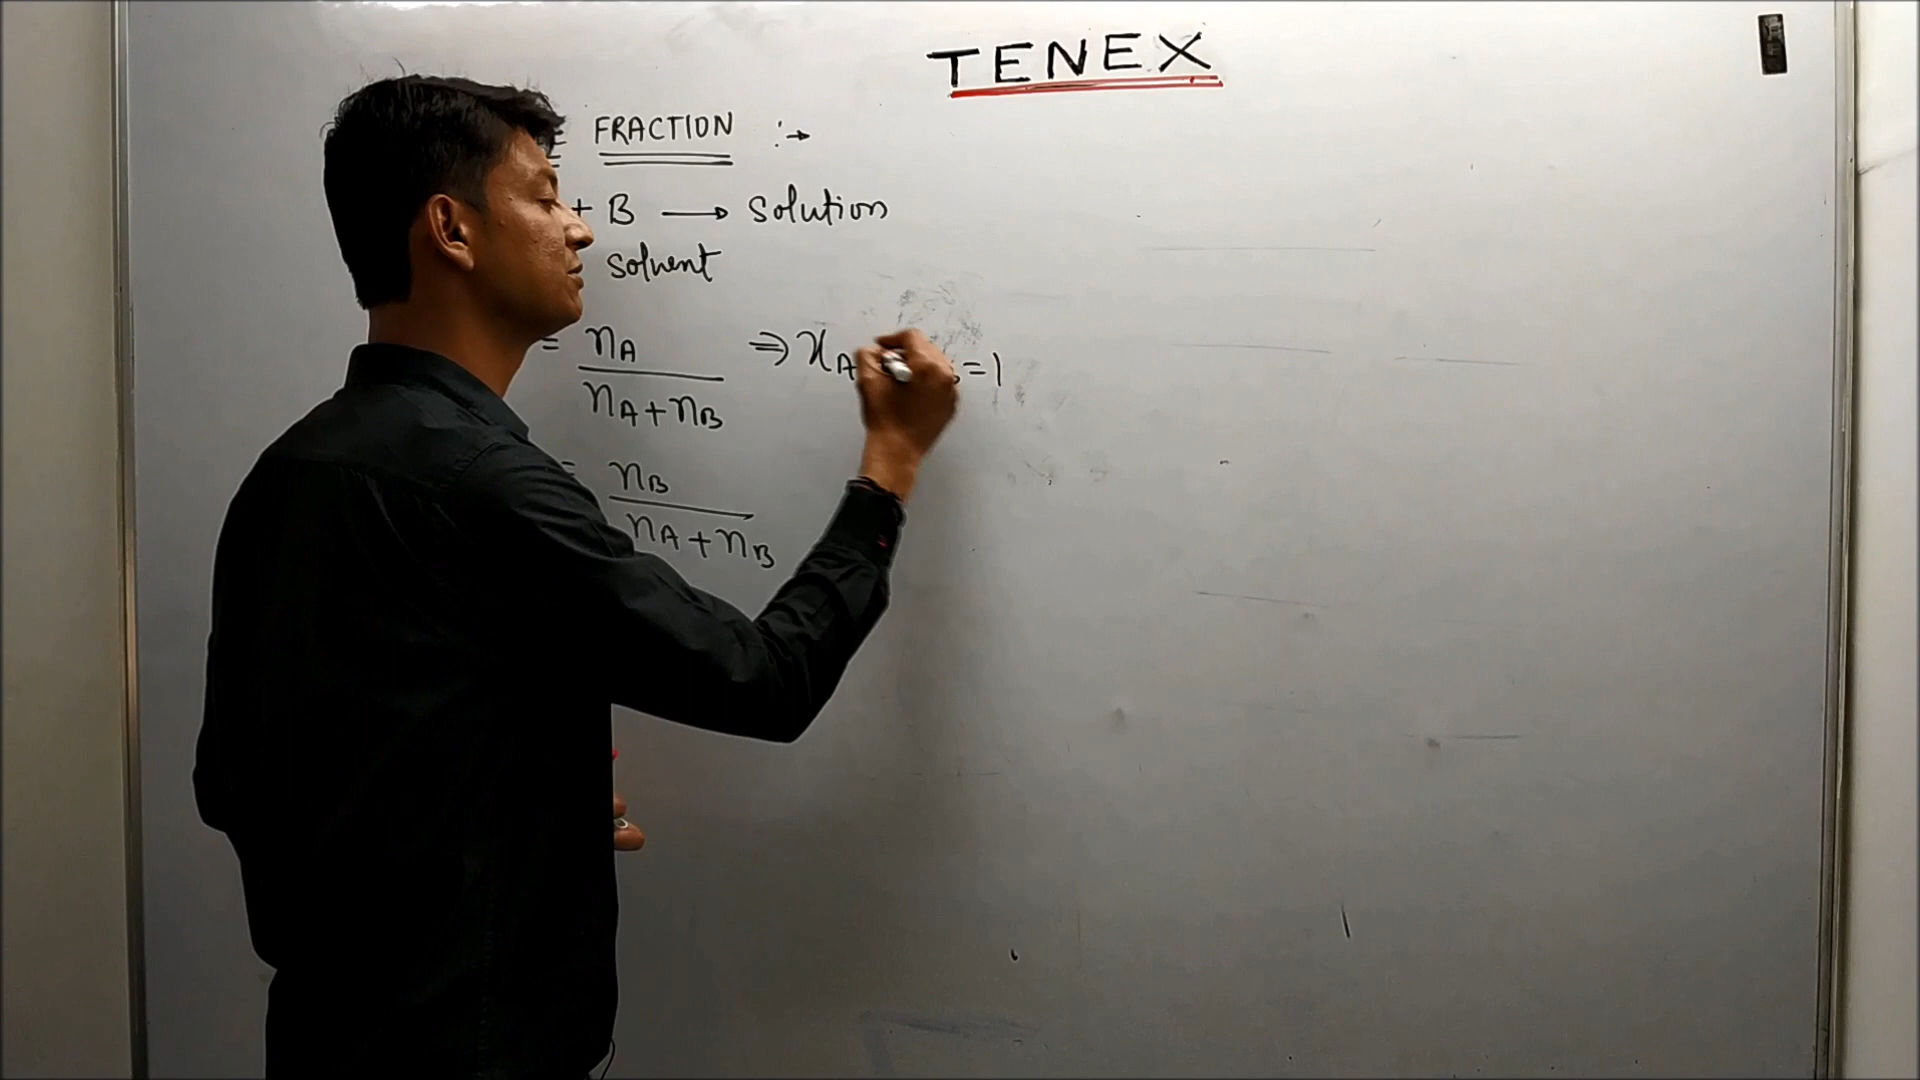 TENEX
FRACTION :→
+ B → Solution
Solvent
= nA / nA + nB ⇒ xA = 1
= nB / nA + nB